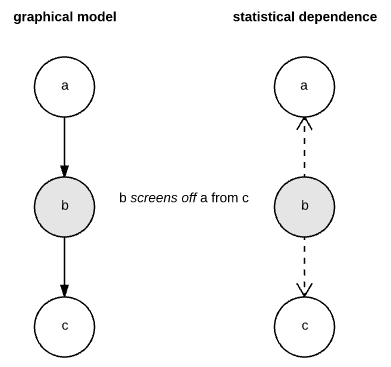 graphical model
statistical dependence
a
a
b
b screens off a from c
b
c
c